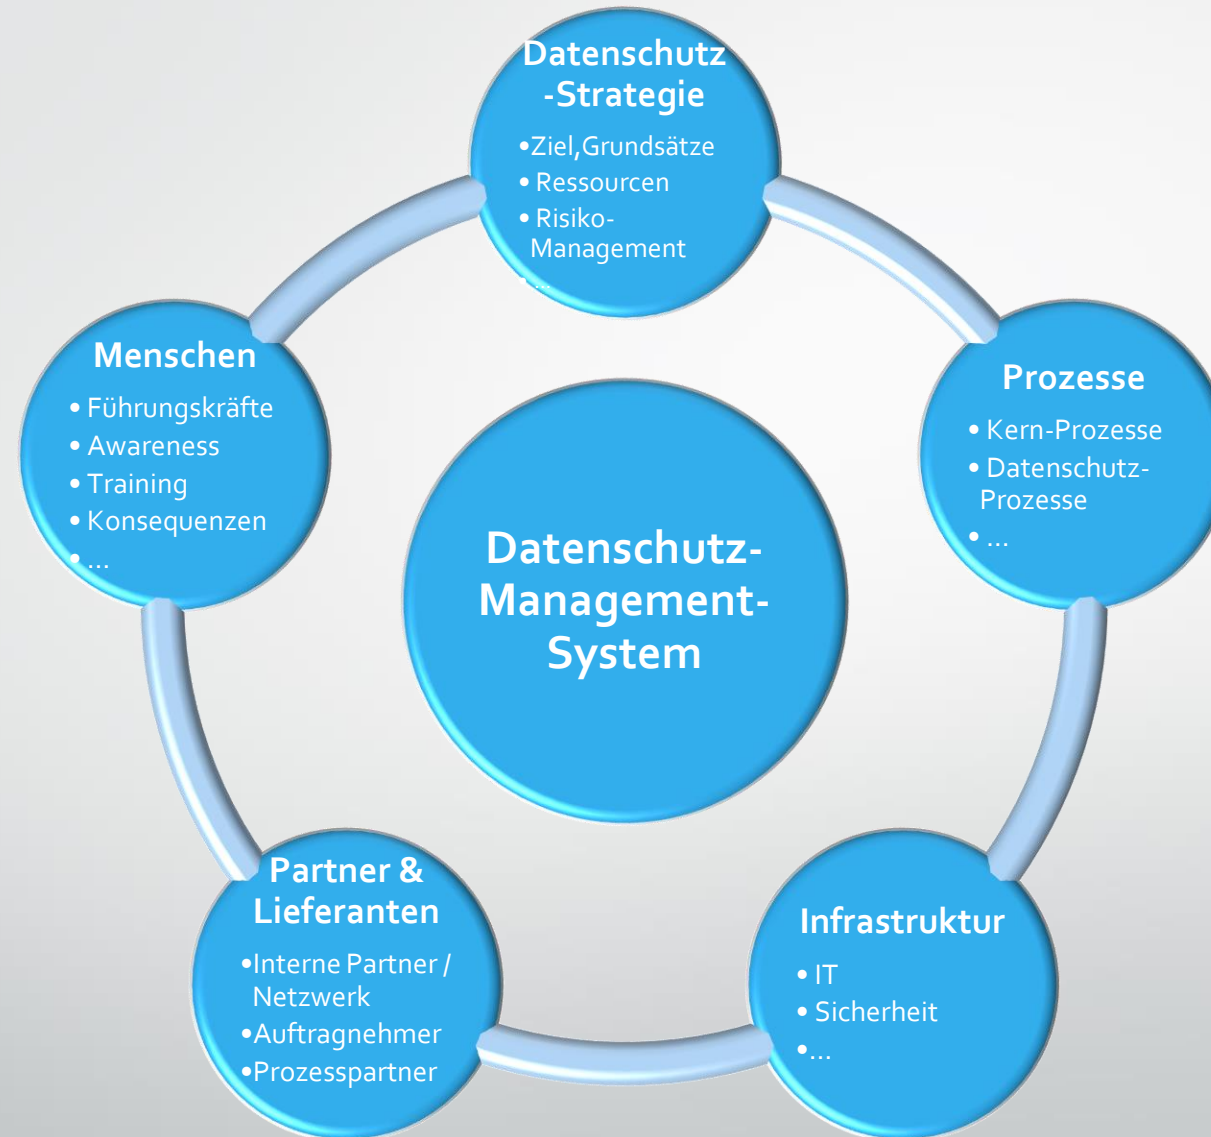 Datenschutz
-Strategie
•Ziel,Grundsätze
• Ressourcen
• Risiko-
Management
• ...
Menschen
• Führungskräfte
• Awareness
• Training
• Konsequenzen
• ...
Prozesse
• Kern-Prozesse
• Datenschutz-
Prozesse
• ...
Datenschutz-
Management-
System
Partner &
Lieferanten
•Interne Partner /
Netzwerk
•Auftragnehmer
•Prozesspartner
Infrastruktur
• IT
• Sicherheit
•...